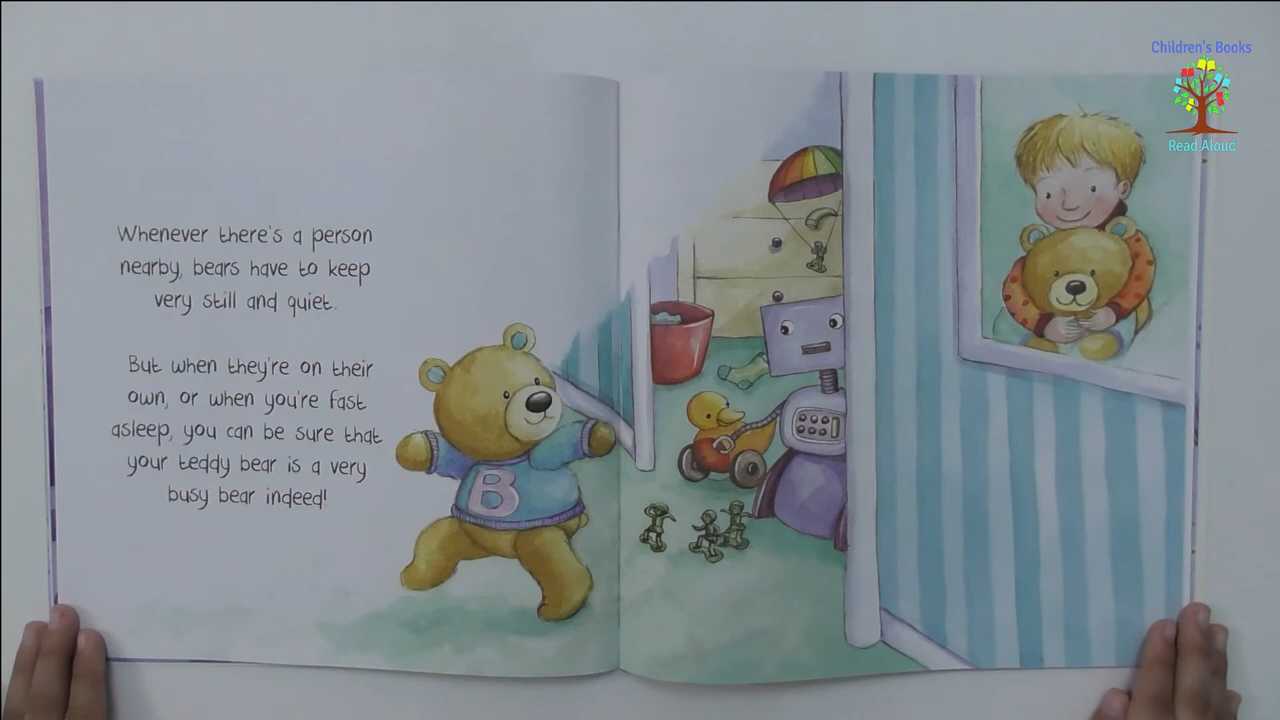 Children's Books
Read Aloud
Whenever there's a person
nearby, bears have to keep
very still and quiet.
But when they're on their
own, or when you're fast
asleep, you can be sure that
your teddy bear is a very
busy bear indeed!
B